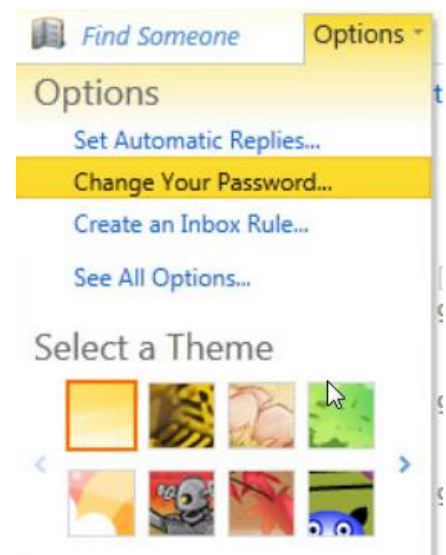 Find Someone Options
Options
Set Automatic Replies...
Change Your Password...
Create an Inbox Rule...
See All Options...
Select a Theme